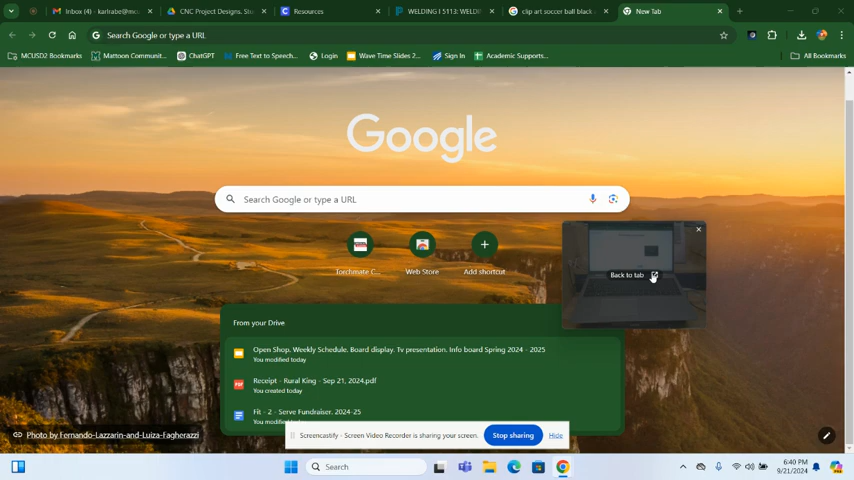 Inbox (4) - karlrabe@mc
CNC Project Designs. Stu
Resources
WELDING I 5113: WELDI
clip art soccer ball black
New Tab
Search Google or type a URL
MCUSD2 Bookmarks
Mattoon Communit...
ChatGPT
Free Text to Speech...
Login
Wave Time Slides 2...
Sign In
Academic Supports...
All Bookmarks
Google
Search Google or type a URL
Torchmate C...
Web Store
Add shortcut
Back to tab
From your Drive
Open Shop. Weekly Schedule. Board display. Tv presentation. Info board Spring 2024 - 2025
You modified today
Receipt - Rural King - Sep 21, 2024.pdf
You created today
Fit - 2 - Serve Fundraiser. 2024-25
You
Screencastify - Screen Video Recorder is sharing your screen.
Stop sharing
Hide
Photo by Fernando-Lazzarin-and-Luiza-Fagherazzi
Search
6:40 PM
9/21/2024